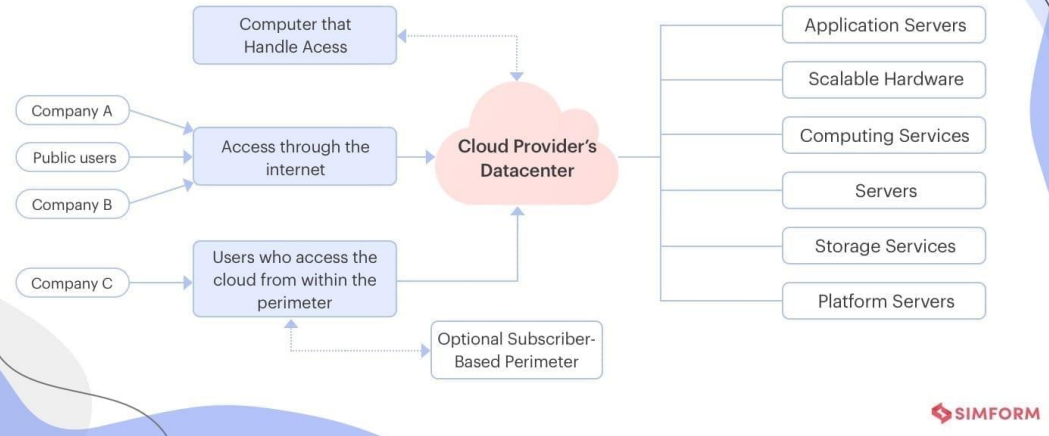 Computer that
Handle Acess
Company A
Public users
Company B
Company C
Access through the
internet
Users who access the
cloud from within the
perimeter
Optional Subscriber-
Based Perimeter
Cloud Provider's
Datacenter
Application Servers
Scalable Hardware
Computing Services
Servers
Storage Services
Platform Servers
SIMFORM